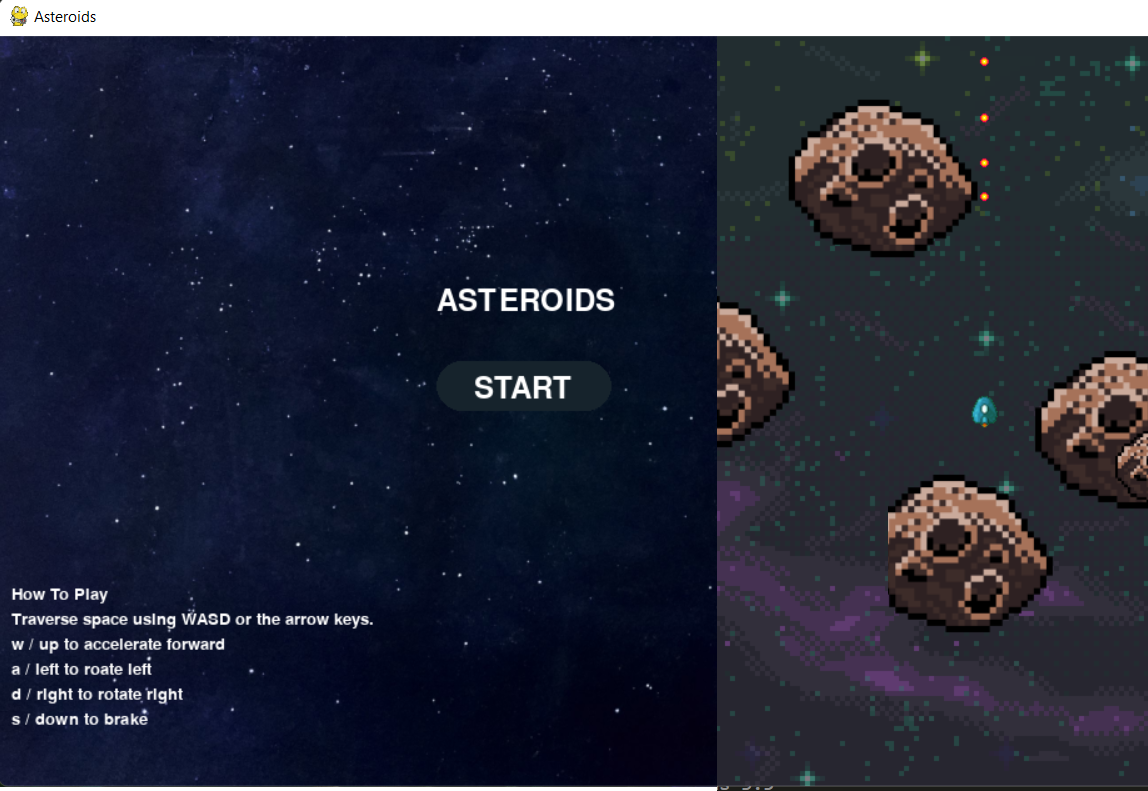 Asteroids
ASTEROIDS
START
How To Play
Traverse space using WASD or the arrow keys.
w / up to accelerate forward
a / left to roate left
d / right to rotate right
s / down to brake